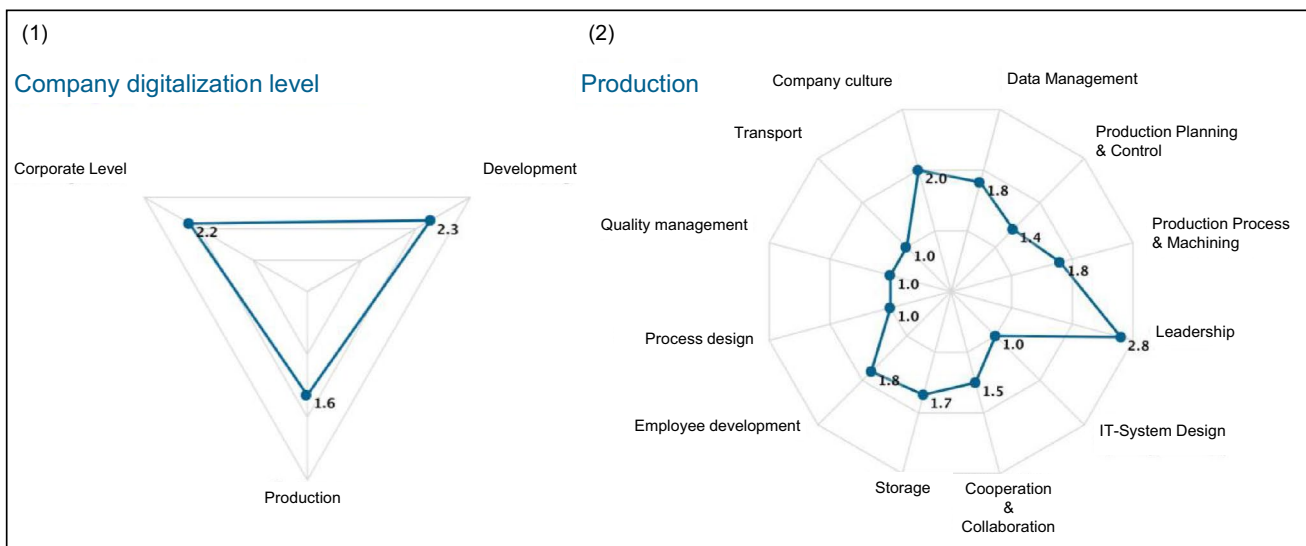 (1)
Company digitalization level
Corporate Level
Development
2.2
2.3
1.6
Production
(2)
Production
Company culture
Data Management
Transport
Production Planning
& Control
Quality management
Production Process
& Machining
Process design
Leadership
Employee development
IT-System Design
Storage
Cooperation
&
Collaboration
2.0
1.8
1.4
1.8
2.8
1.0
1.5
1.7
1.8
1.0
1.0
1.0